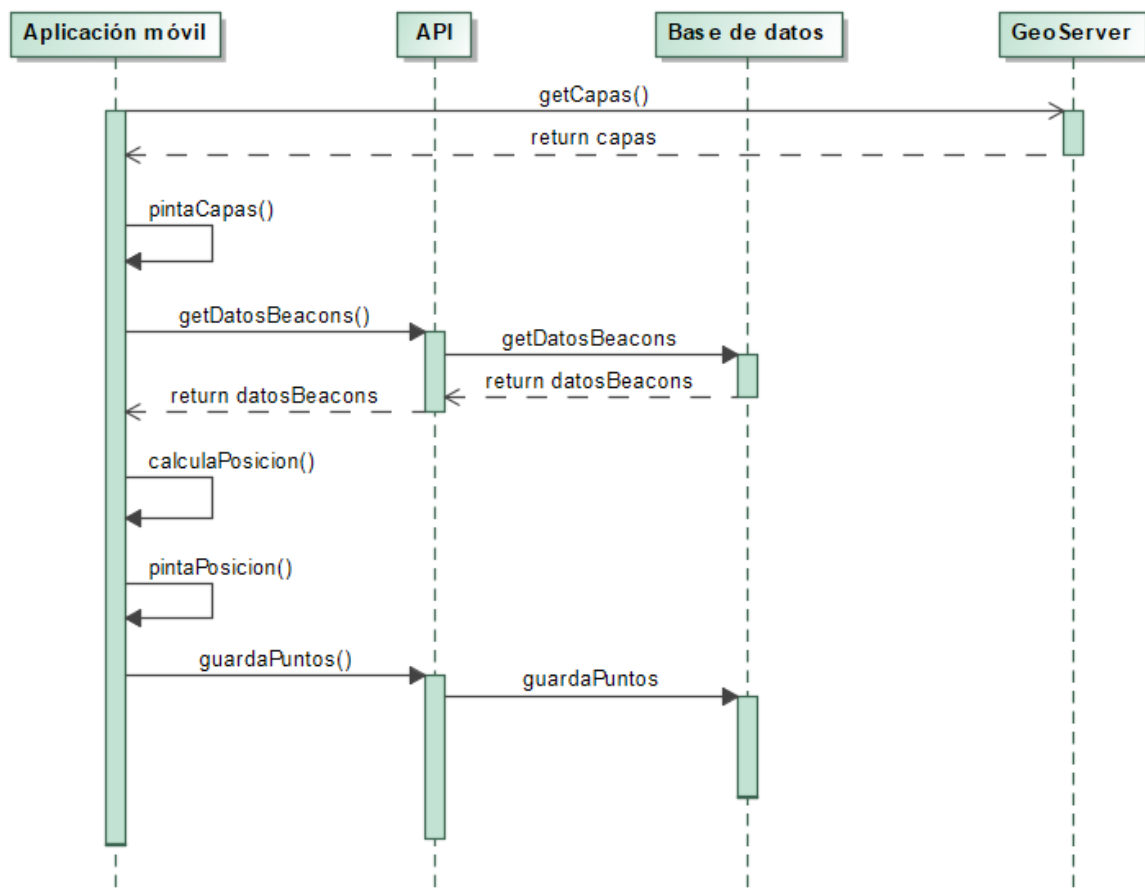 Aplicación móvil
API
Base de datos
GeoServer
getCapas()
return capas
pintaCapas()
getDatosBeacons()
getDatosBeacons
return datosBeacons
return datosBeacons
calculaPosicion()
pintaPosicion()
guardaPuntos()
guardaPuntos